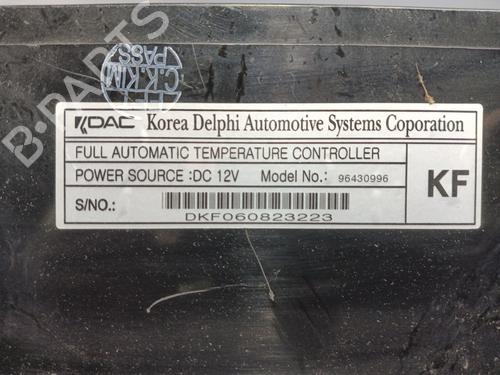 C.K KIM
PASS
B-PARTS
KDAC Korea Delphi Automotive Systems Coporation
FULL AUTOMATIC TEMPERATURE CONTROLLER
POWER SOURCE :DC 12V Model No.: 96430996
KF
S/NO.:
DKF060823223